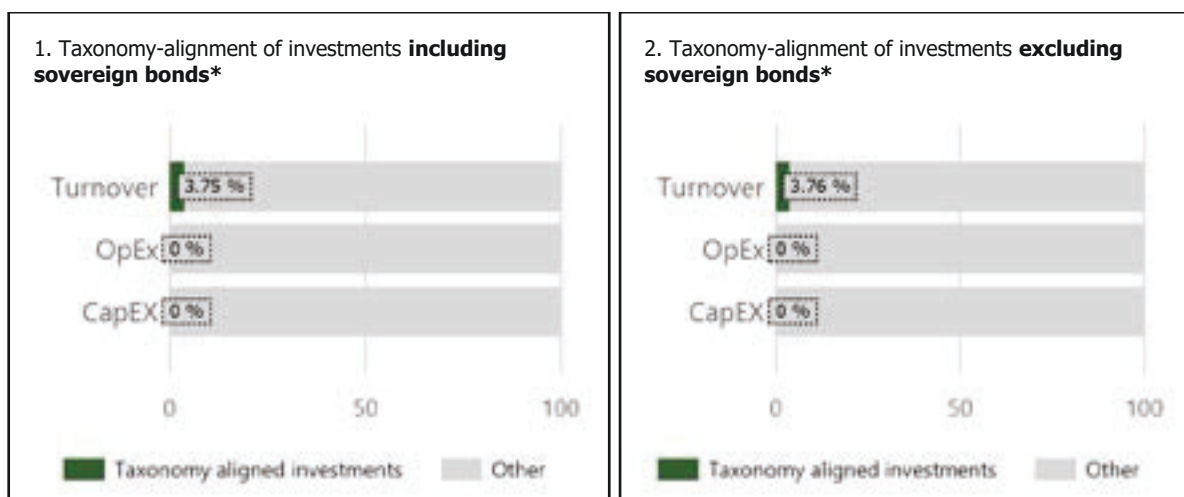 1. Taxonomy-alignment of investments including
sovereign bonds*
Turnover 3.75 %
OpEx 0 %
CapEX 0 %
0 50 100
Taxonomy aligned investments Other
2. Taxonomy-alignment of investments excluding
sovereign bonds*
Turnover 3.76 %
OpEx 0 %
CapEX 0 %
0 50 100
Taxonomy aligned investments Other